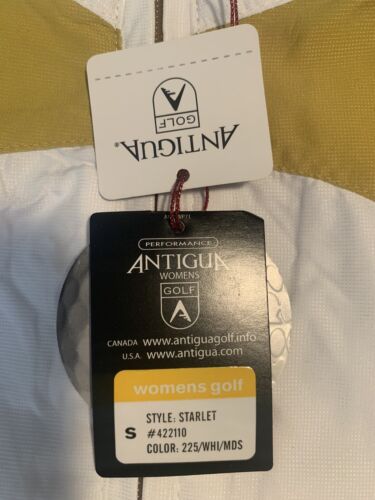 GOLF
ANTIGUA®
PERFORMANCE
ANTIGUA
WOMENS
GOLF
CANADA www.antiguagolf.info
U.S.A. www.antigua.com
womens golf
STYLE: STARLET
S #422110
COLOR: 225/WHI/MDS